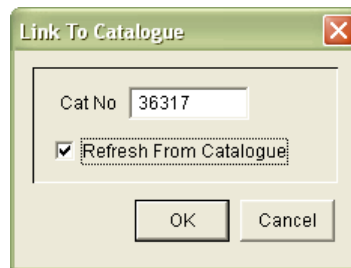 Link To Catalogue
Cat No 36317
Refresh From Catalogue
OK Cancel